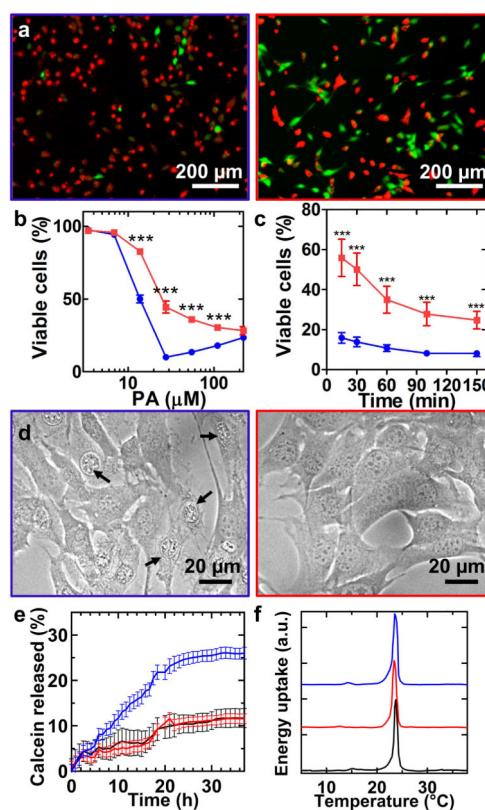 a
200 µm
200 µm
b
Viable cells (%)
100
50
0
***
***
***
***
10
100
PA (µM)
c
Viable cells (%)
80
60
40
20
0
***
***
***
***
***
0
30
60
90
120
150
Time (min)
d
20 µm
20 µm
e
Calcein released (%)
30
20
10
0
0
10
20
30
Time (h)
f
Energy uptake (a.u.)
10
20
30
Temperature (°C)